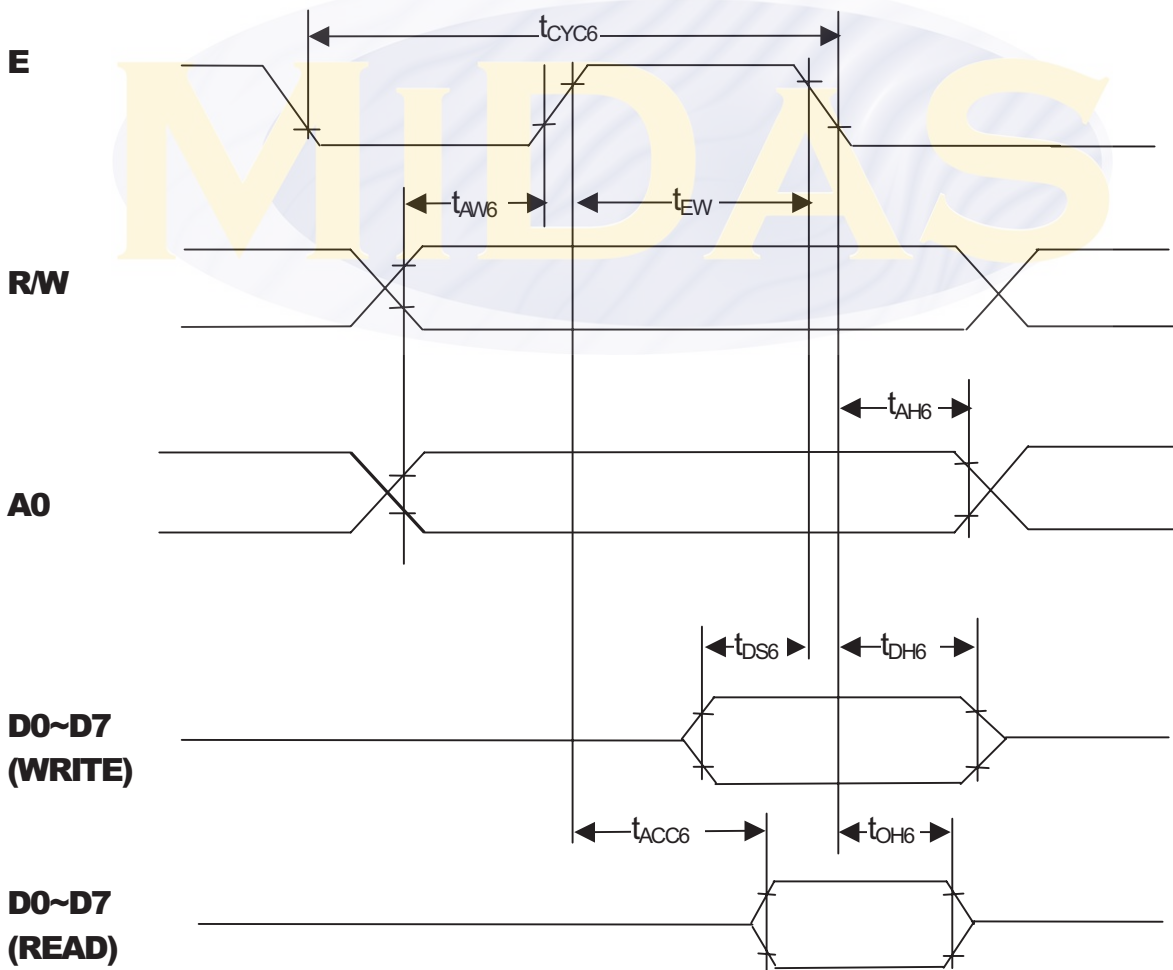 tCYC6
E
MIDAS
tAW6
tEW
R/W
tAH6
A0
tDS6
tDH6
D0~D7
(WRITE)
tACC6
tOH6
D0~D7
(READ)